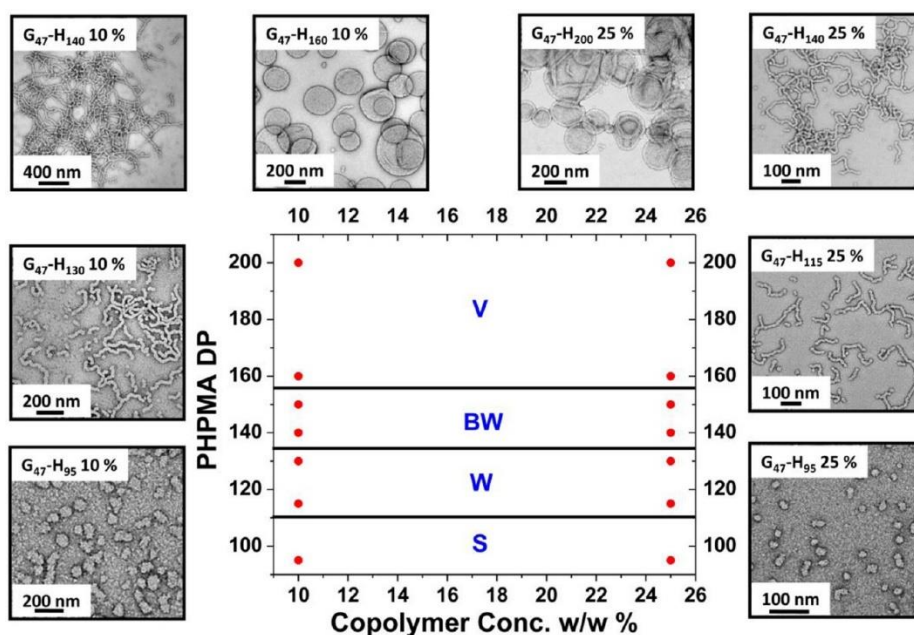 G47-H140 10 %
400 nm
G47-H160 10 %
200 nm
G47-H200 25 %
200 nm
G47-H140 25 %
100 nm
10 12 14 16 18 20 22 24 26
G47-H130 10 %
200 nm
G47-H95 10 %
200 nm
PHPMA DP
200
180
160
140
120
100
V
BW
W
S
200
180
160
140
120
100
10 12 14 16 18 20 22 24 26
Copolymer Conc. w/w %
G47-H115 25 %
100 nm
G47-H95 25 %
100 nm